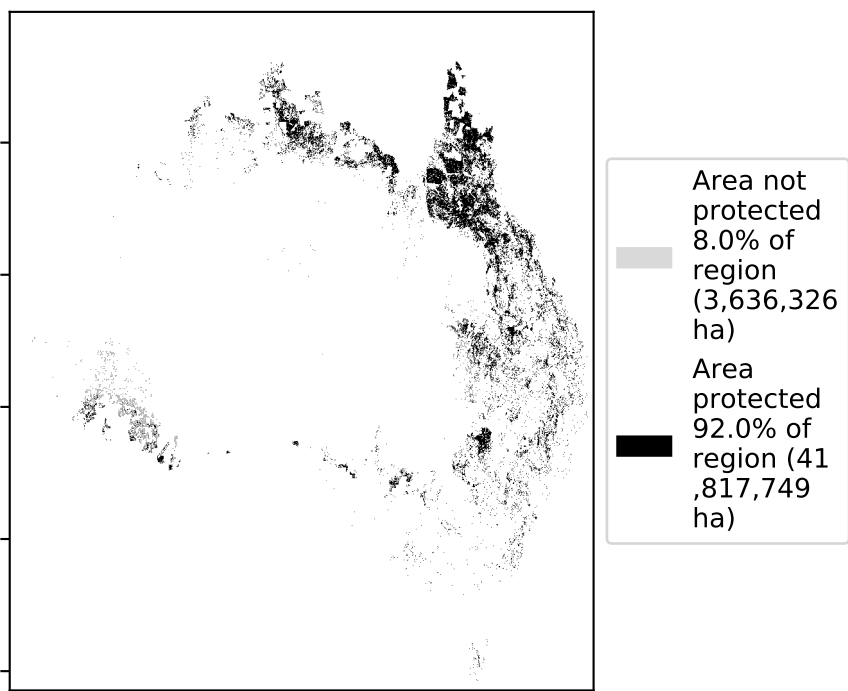 Area not
protected
8.0% of
region
(3,636,326
ha)
Area
protected
92.0% of
region (41
,817,749
ha)